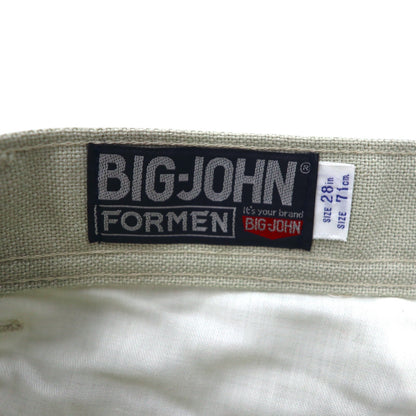 BIG-JOHN®
FORMEN
It's your brand
BIG-JOHN
SIZE 28in
SIZE 71cm